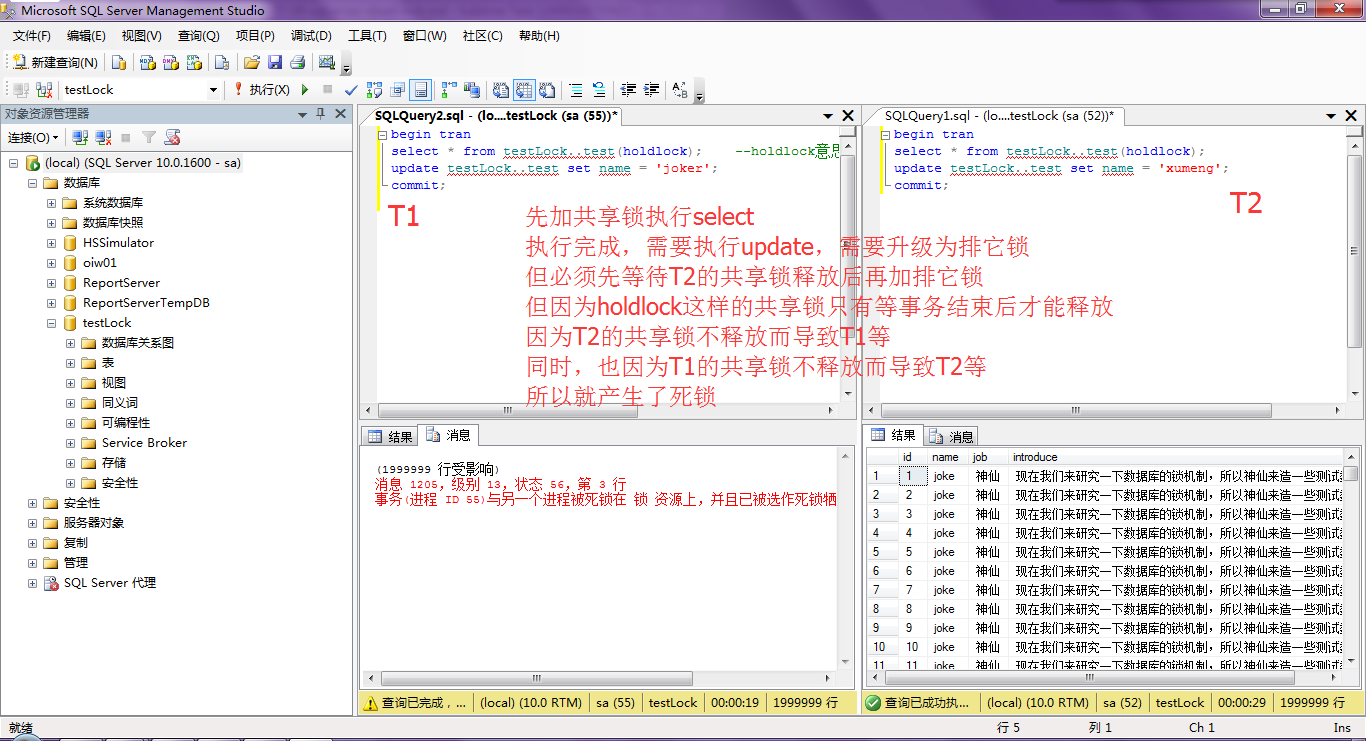 Microsoft SQL Server Management Studio
文件(F) 编辑(E) 视图(V) 查询(Q) 项目(P) 调试(D) 工具(T) 窗口(W) 社区(C) 帮助(H)
新建查询(N)
testLock 执行(X)
对象资源管理器
连接(O)
(local) (SQL Server 10.0.1600 - sa)
数据库
系统数据库
数据库快照
HSSimulator
oiw01
ReportServer
ReportServerTempDB
testLock
数据库关系图
表
视图
同义词
可编程性
Service Broker
存储
安全性
安全性
服务器对象
复制
管理
SQL Server 代理
SQLQuery2.sql - (lo....testLock (sa (55))*
begin tran
select * from testLock..test(holdlock); --holdlock意思
update testLock..test set name = 'joker';
commit;
T1
SQLQuery1.sql - (lo....testLock (sa (52))*
begin tran
select * from testLock..test(holdlock);
update testLock..test set name = 'xumeng';
commit;
T2
先加共享锁执行select
执行完成，需要执行update，需要升级为排它锁
但必须先等待T2的共享锁释放后再加排它锁
但因为holdlock这样的共享锁只有等事务结束后才能释放
因为T2的共享锁不释放而导致T1等
同时，也因为T1的共享锁不释放而导致T2等
所以就产生了死锁
结果 消息
(1999999 行受影响)
消息 1205，级别 13，状态 56，第 3 行
事务(进程 ID 55)与另一个进程被死锁在 锁 资源上，并且已被选作死锁牺
查询已完成，... (local) (10.0 RTM) sa (55) testLock 00:00:19 1999999 行
结果 消息
id name job introduce
1 1 joke 神仙 现在我们来研究一下数据库的锁机制，所以神仙来造一些测试
2 2 joke 神仙 现在我们来研究一下数据库的锁机制，所以神仙来造一些测试
3 3 joke 神仙 现在我们来研究一下数据库的锁机制，所以神仙来造一些测试
4 4 joke 神仙 现在我们来研究一下数据库的锁机制，所以神仙来造一些测试
5 5 joke 神仙 现在我们来研究一下数据库的锁机制，所以神仙来造一些测试
6 6 joke 神仙 现在我们来研究一下数据库的锁机制，所以神仙来造一些测试
7 7 joke 神仙 现在我们来研究一下数据库的锁机制，所以神仙来造一些测试
8 8 joke 神仙 现在我们来研究一下数据库的锁机制，所以神仙来造一些测试
9 9 joke 神仙 现在我们来研究一下数据库的锁机制，所以神仙来造一些测试
10 10 joke 神仙 现在我们来研究一下数据库的锁机制，所以神仙来造一些测试
11 11 joke 神仙 现在我们来研究一下数据库的锁机制，所以神仙来造一些测试
查询已成功执... (local) (10.0 RTM) sa (52) testLock 00:00:29 1999999 行
就绪 行 5 列 1 Ch 1 Ins